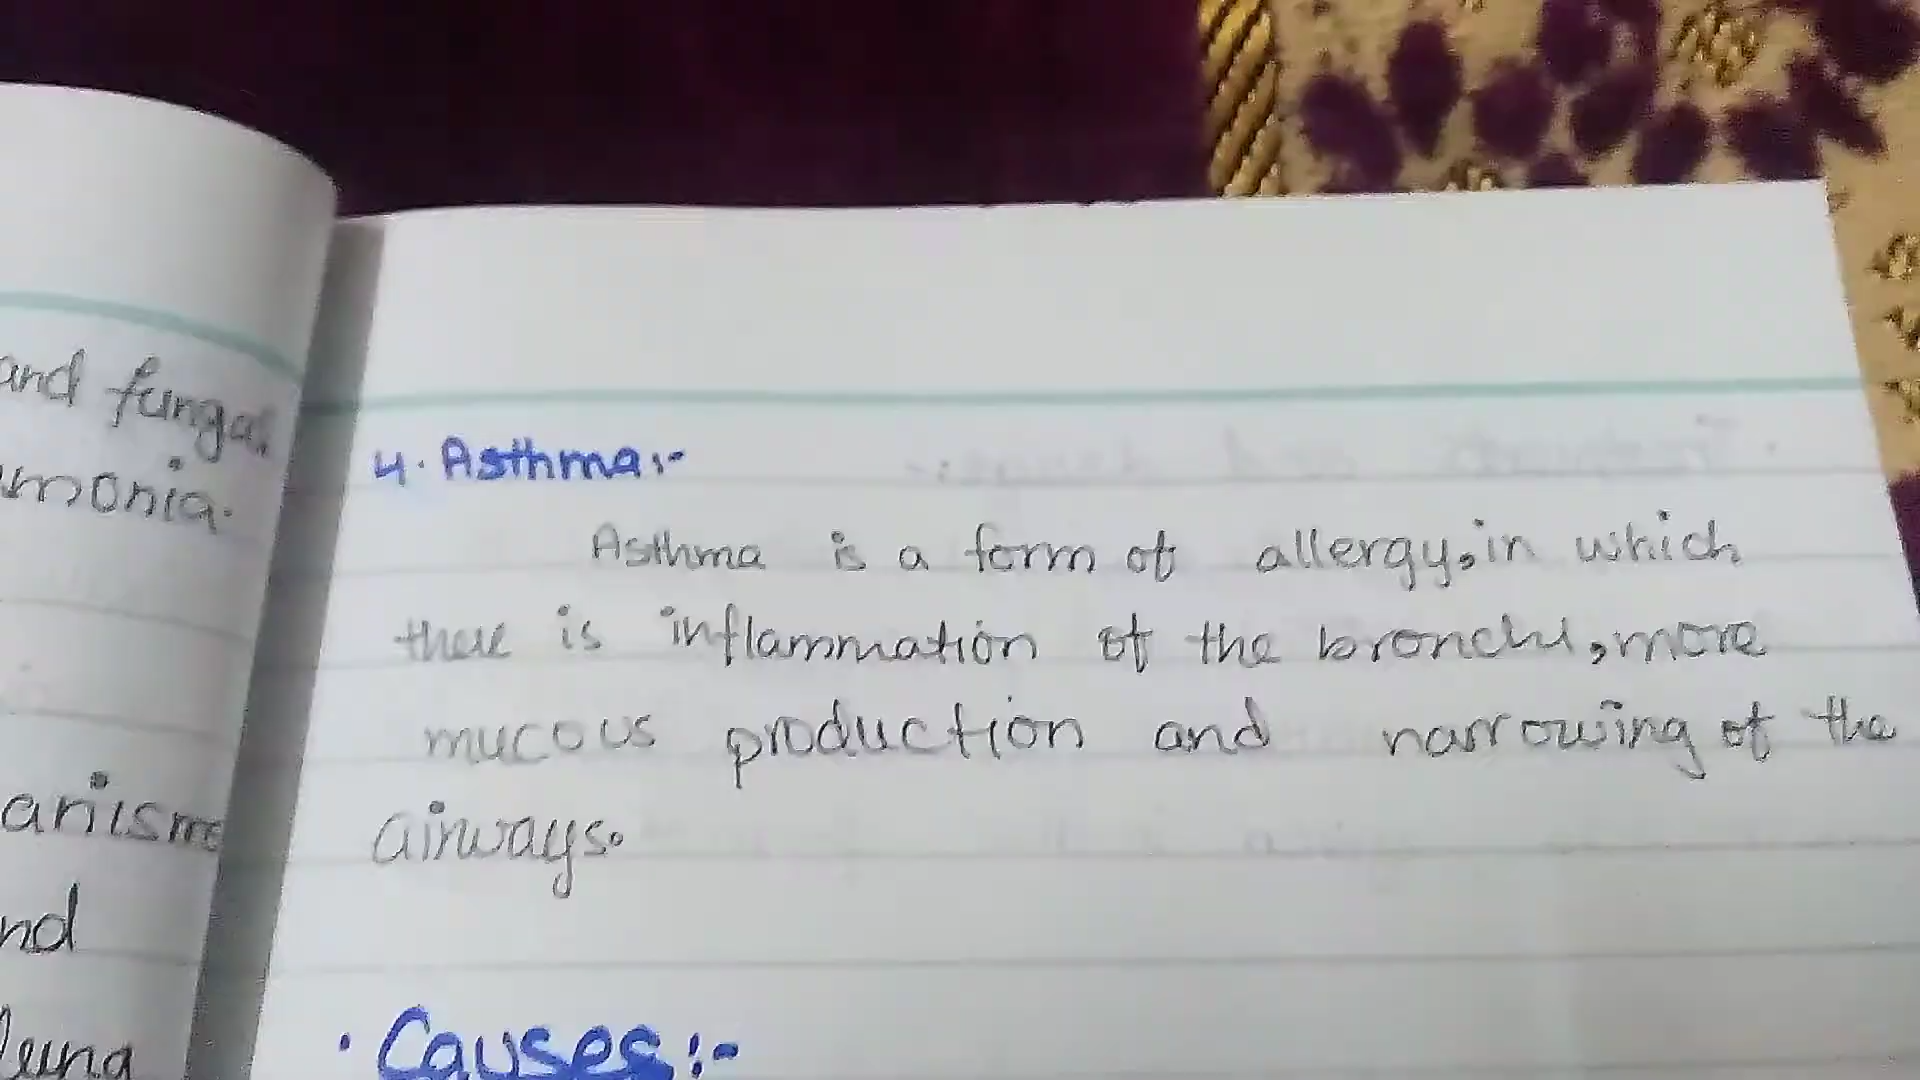 and fungal
monia.
nd
4. Asthma:-
Asthma is a form of allergy, in which
there is inflammation of the bronchi, more
mucous production and narrowing of the
airways.
• Causes:-